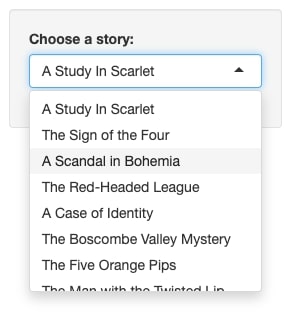 Choose a story:
A Study In Scarlet
A Study In Scarlet
The Sign of the Four
A Scandal in Bohemia
The Red-Headed League
A Case of Identity
The Boscombe Valley Mystery
The Five Orange Pips
The Man with the Twisted Lip